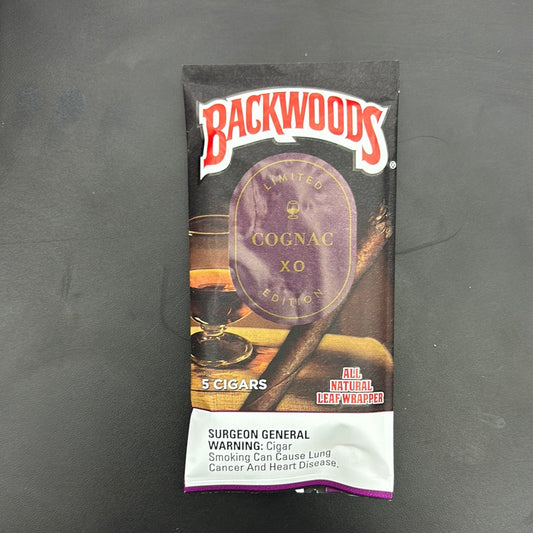 BACKWOODS®
LIMITED
COGNAC
XO
EDITION
5 CIGARS
ALL
NATURAL
LEAF WRAPPER
SURGEON GENERAL
WARNING: Cigar
Smoking Can Cause Lung
Cancer And Heart Disease.